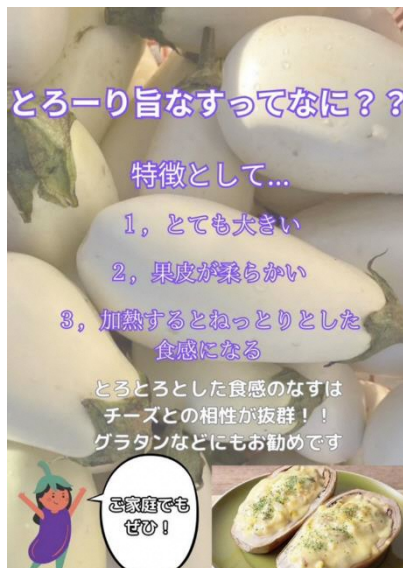 とろーり旨なすってなに？？
特徴として...
１，とても大きい
２，果皮が柔らかい
３，加熱するとねっとりとした
食感になる
とろとろとした食感のなすは
チーズとの相性が抜群！！
グラタンなどにもお勧めです
ご家庭でも
ぜひ！